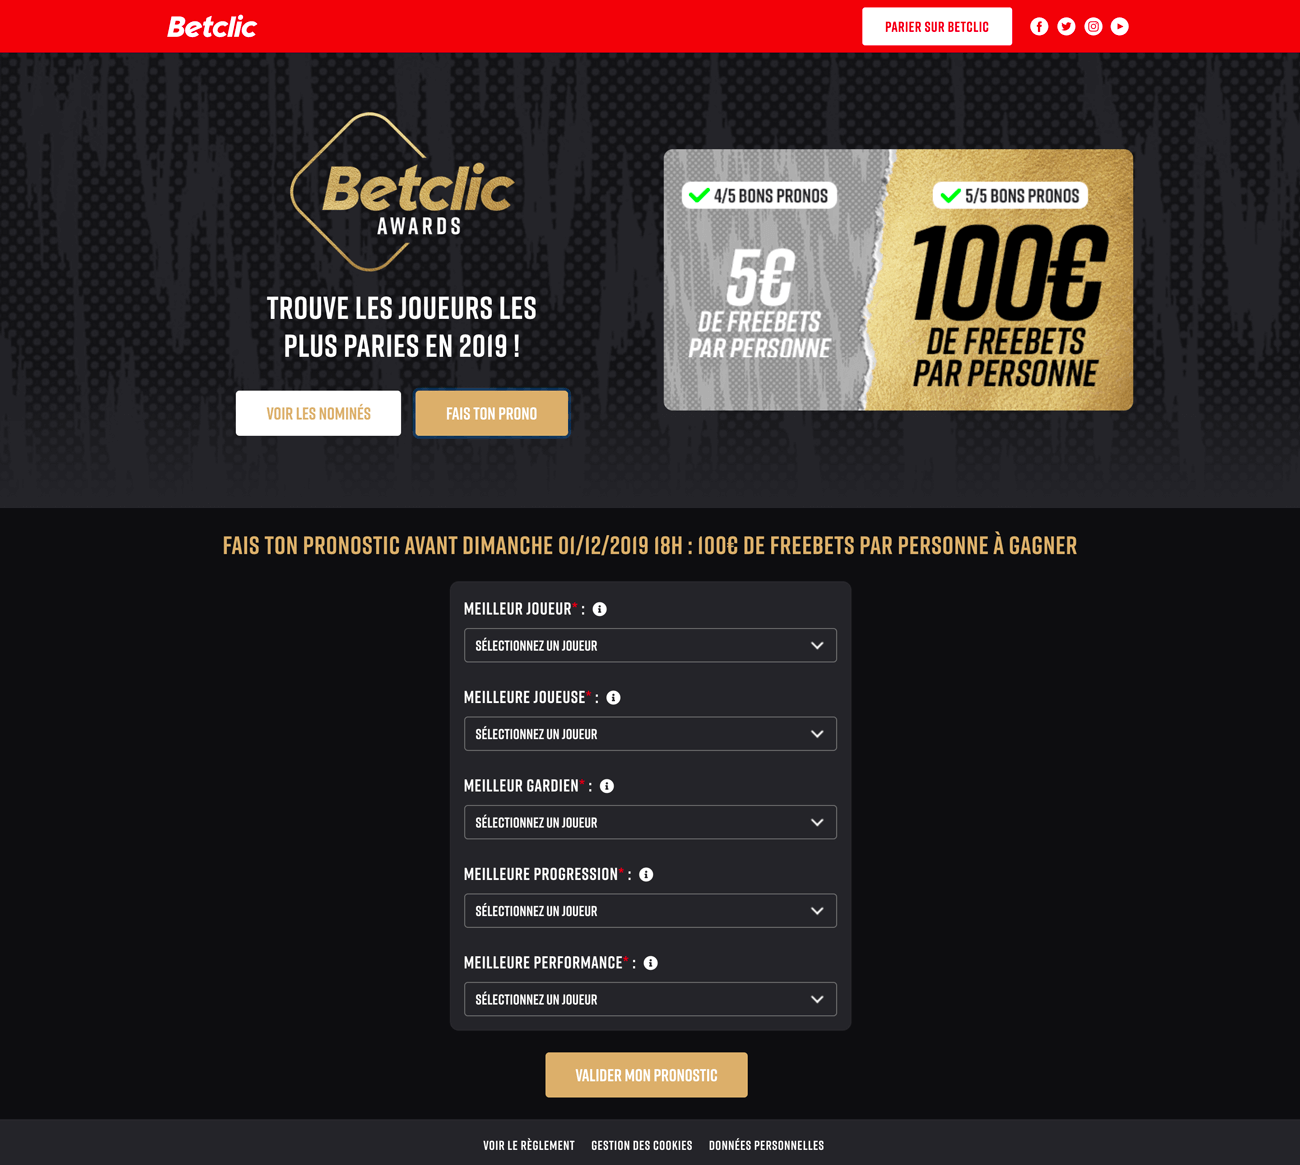 Betclic
PARIER SUR BETCLIC
Betclic
AWARDS
TROUVE LES JOUEURS LES
PLUS PARIES EN 2019 !
VOIR LES NOMINÉS
FAIS TON PRONO
4/5 BONS PRONOS
5€
DE FREEBETS
PAR PERSONNE
5/5 BONS PRONOS
100€
DE FREEBETS
PAR PERSONNE
FAIS TON PRONOSTIC AVANT DIMANCHE 01/12/2019 18H : 100€ DE FREEBETS PAR PERSONNE À GAGNER
MEILLEUR JOUEUR* :
SÉLECTIONNEZ UN JOUEUR
MEILLEURE JOUEUSE* :
SÉLECTIONNEZ UN JOUEUR
MEILLEUR GARDIEN* :
SÉLECTIONNEZ UN JOUEUR
MEILLEURE PROGRESSION* :
SÉLECTIONNEZ UN JOUEUR
MEILLEURE PERFORMANCE* :
SÉLECTIONNEZ UN JOUEUR
VALIDER MON PRONOSTIC
VOIR LE RÈGLEMENT GESTION DES COOKIES DONNÉES PERSONNELLES